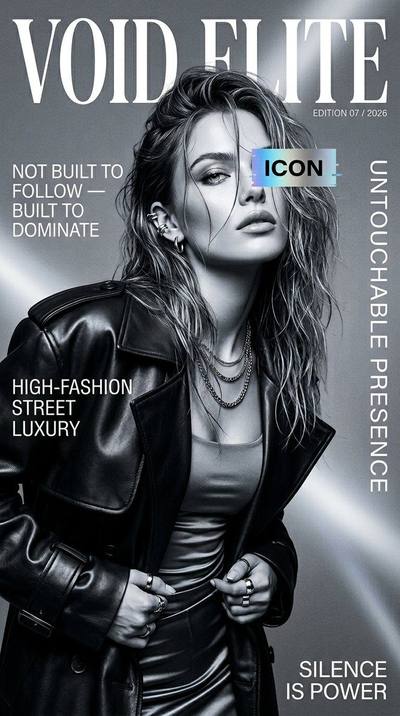 VOID ELITE
EDITION 07 / 2026
ICON
NOT BUILT TO
FOLLOW —
BUILT TO
DOMINATE
UNTOUCHABLE PRESENCE
HIGH-FASHION
STREET
LUXURY
SILENCE
IS POWER